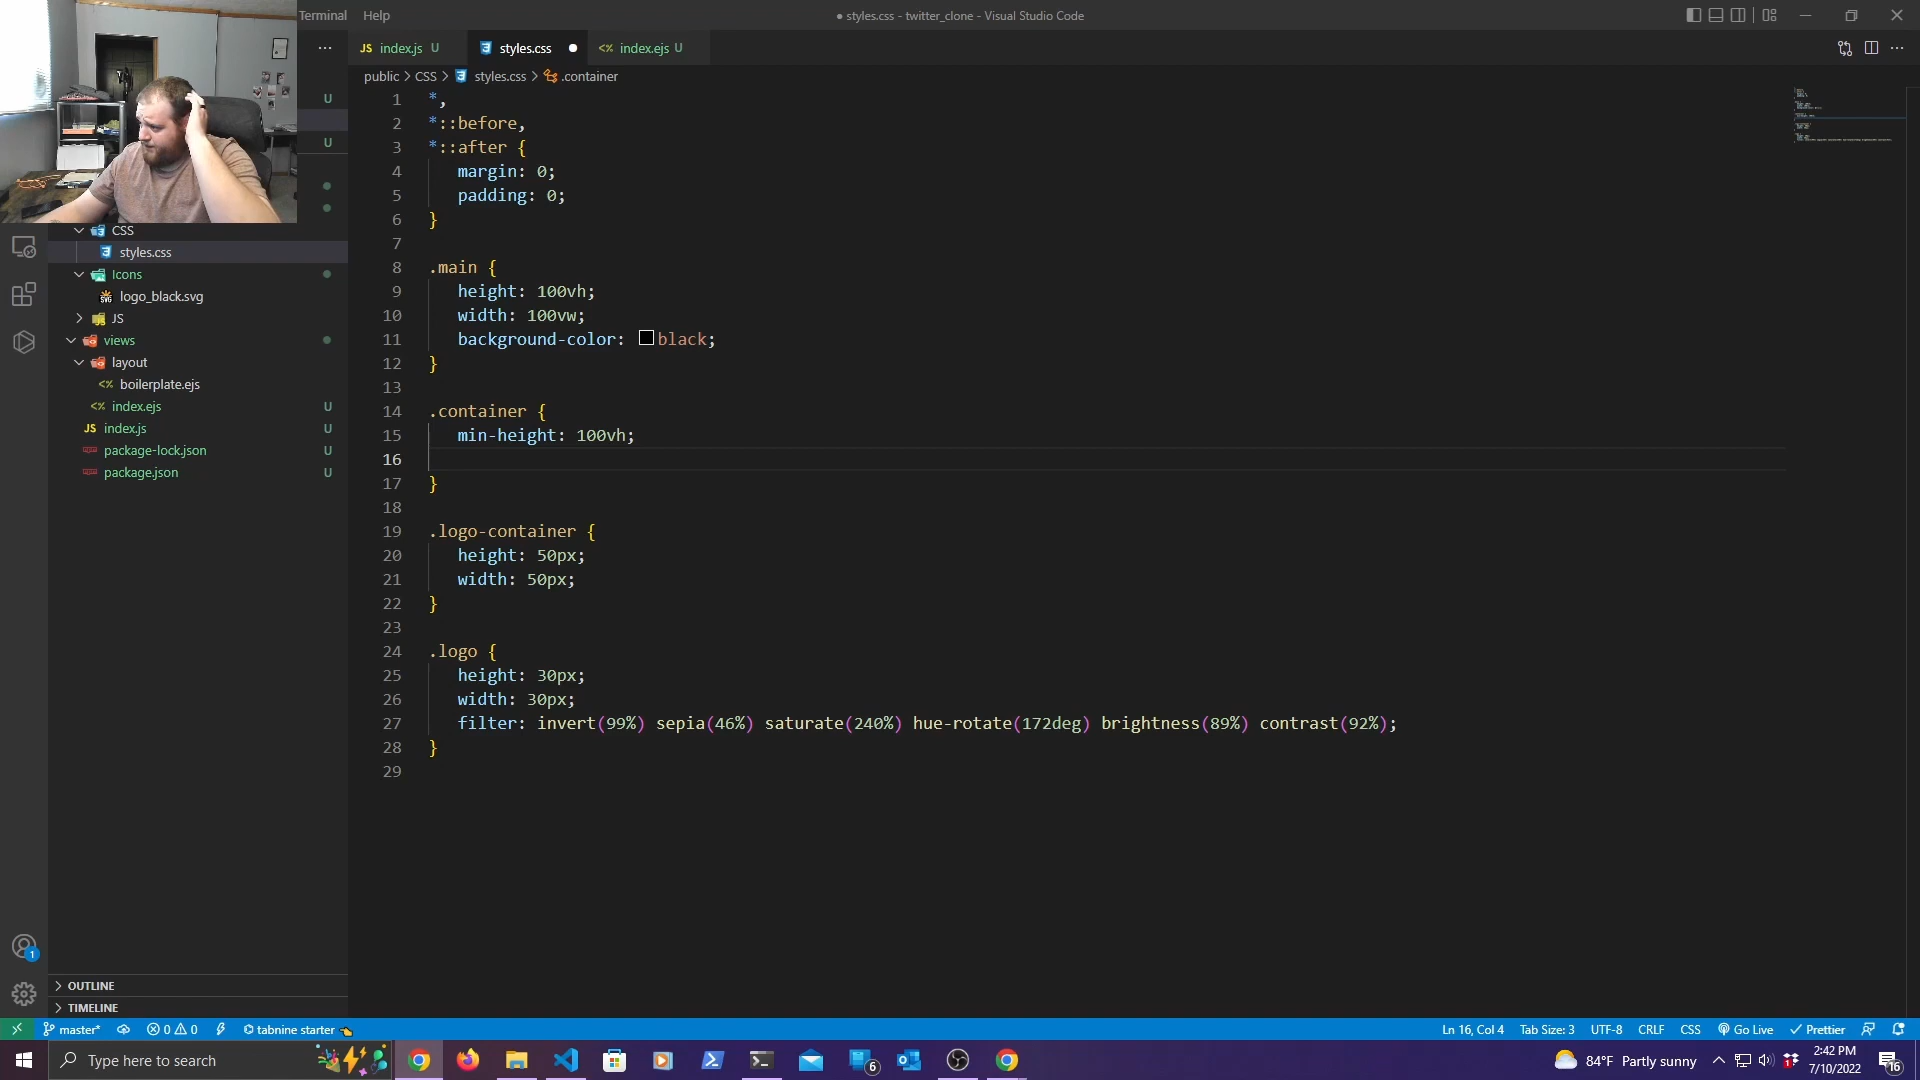 Terminal Help
● styles.css - twitter_clone - Visual Studio Code
JS index.js U
styles.css ●
<% index.ejs U
public > CSS > styles.css > .container
U
U
CSS
styles.css
Icons
logo_black.svg
JS
views
layout
<% boilerplate.ejs
<% index.ejs U
JS index.js U
package-lock.json U
package.json U
OUTLINE
TIMELINE
1 *,
2 *::before,
3 *::after {
4 margin: 0;
5 padding: 0;
6 }
7
8 .main {
9 height: 100vh;
10 width: 100vw;
11 background-color: black;
12 }
13
14 .container {
15 min-height: 100vh;
16
17 }
18
19 .logo-container {
20 height: 50px;
21 width: 50px;
22 }
23
24 .logo {
25 height: 30px;
26 width: 30px;
27 filter: invert(99%) sepia(46%) saturate(240%) hue-rotate(172deg) brightness(89%) contrast(92%);
28 }
29
1
master* 0 0 tabnine starter
Ln 16, Col 4 Tab Size: 3 UTF-8 CRLF CSS Go Live Prettier
Type here to search
6
84°F Partly sunny
1
2:42 PM
7/10/2022
16